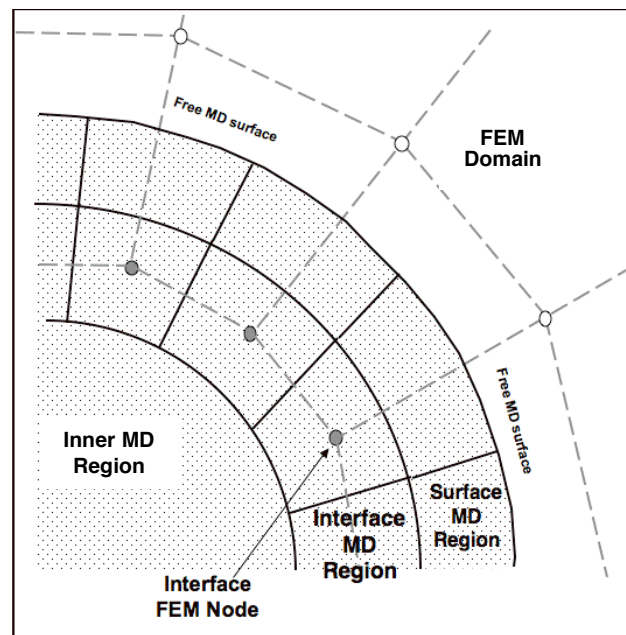 Free MD surface
FEM
Domain
Free MD surface
Inner MD
Region
Interface
MD
Region
Surface
MD
Region
Interface
FEM Node